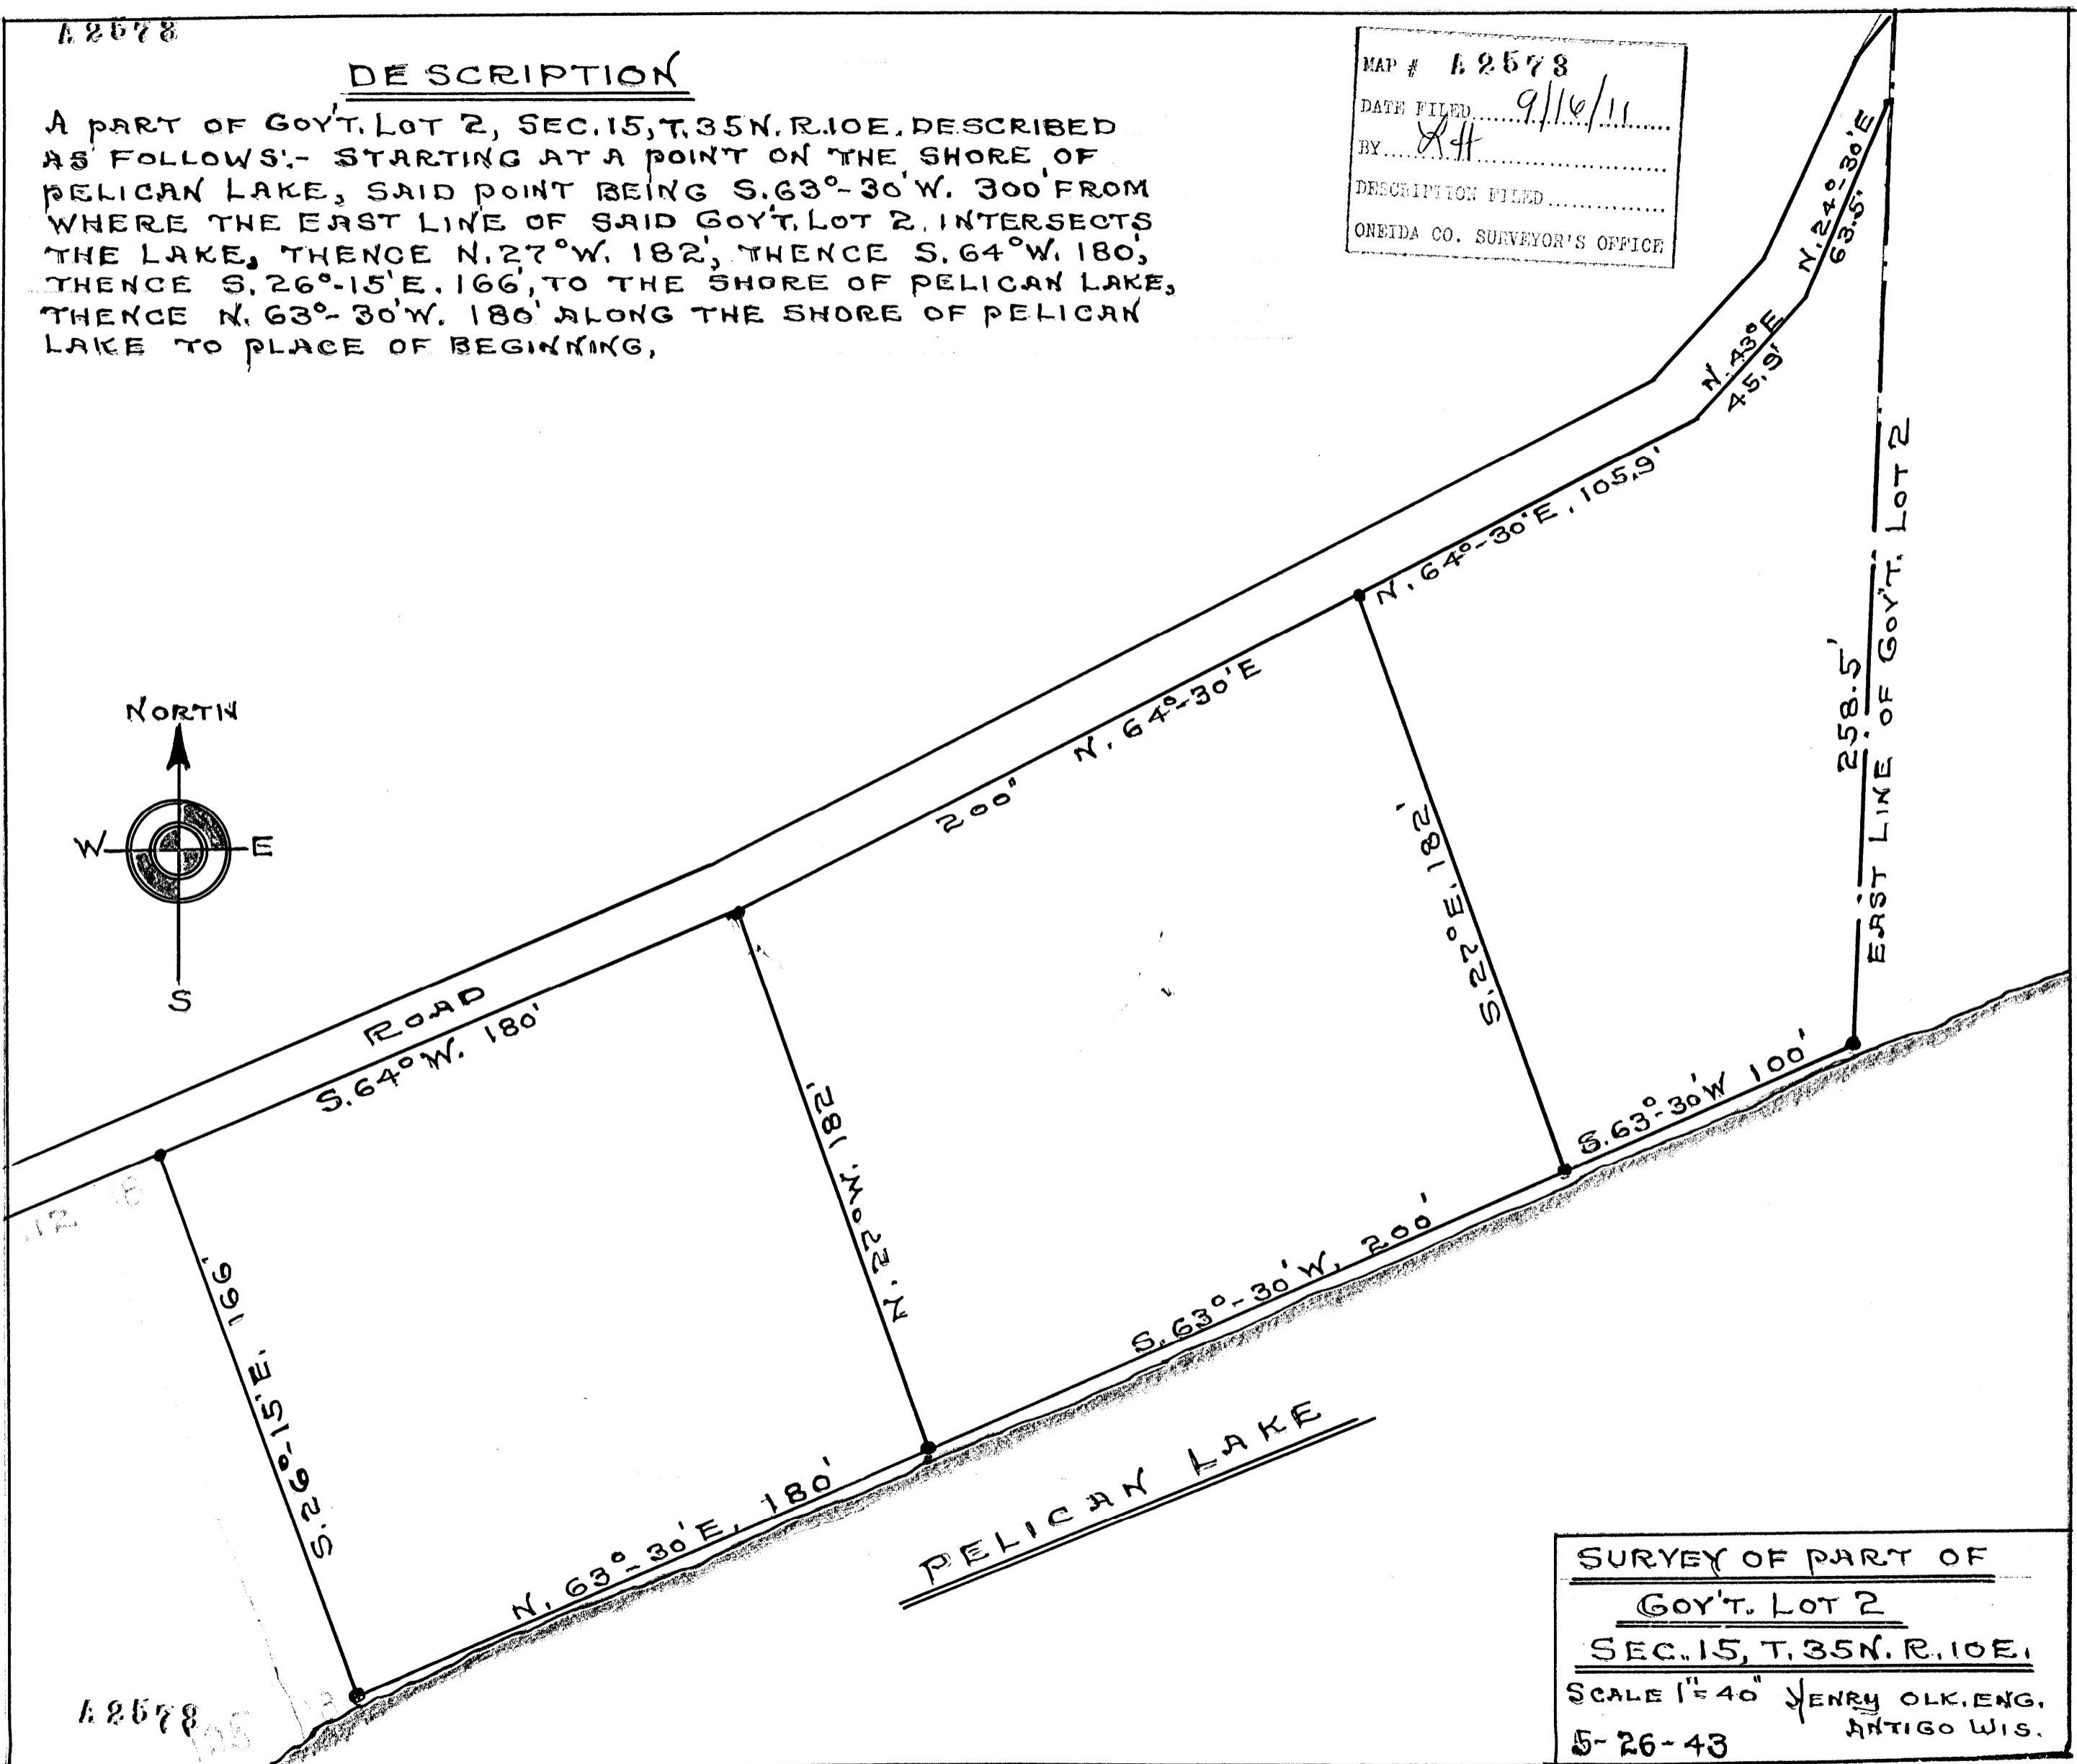 A2578
DESCRIPTION
A PART OF GOV'T. LOT 2, SEC. 15, T. 35 N. R. 10 E. DESCRIBED
AS FOLLOWS:- STARTING AT A POINT ON THE SHORE OF
PELICAN LAKE, SAID POINT BEING S. 63°-30' W. 300' FROM
WHERE THE EAST LINE OF SAID GOV'T. LOT 2, INTERSECTS
THE LAKE, THENCE N. 27° W. 182', THENCE S. 64° W. 180',
THENCE S. 26°-15' E. 166', TO THE SHORE OF PELICAN LAKE,
THENCE N. 63°-30' W. 180' ALONG THE SHORE OF PELICAN
LAKE TO PLACE OF BEGINNING,
MAP # A2578
DATE FILED 9/16/11
BY
DESCRIPTION FILED
ONEIDA CO. SURVEYOR'S OFFICE
N. 24°-30' E
63.5'
N. 43° E
45.9'
N. 64°-30' E, 105.9'
N. 64°-30' E
200"
258.5'
EAST LINE OF GOV'T. LOT 2
NORTH
W E
S
ROAD
S. 64° W. 180'
S. 27° E. 182'
N. 27° W. 182'
S. 26°-15' E. 166'
S. 63°-30' W 100'
S. 63°-30' W, 200'
N. 63°-30' E, 180'
PELICAN LAKE
SURVEY OF PART OF
GOV'T. LOT 2
SEC. 15, T. 35 N. R. 10 E.
SCALE 1" = 40" HENRY OLK. ENG.
ANTIGO WIS.
5-26-43
A2578